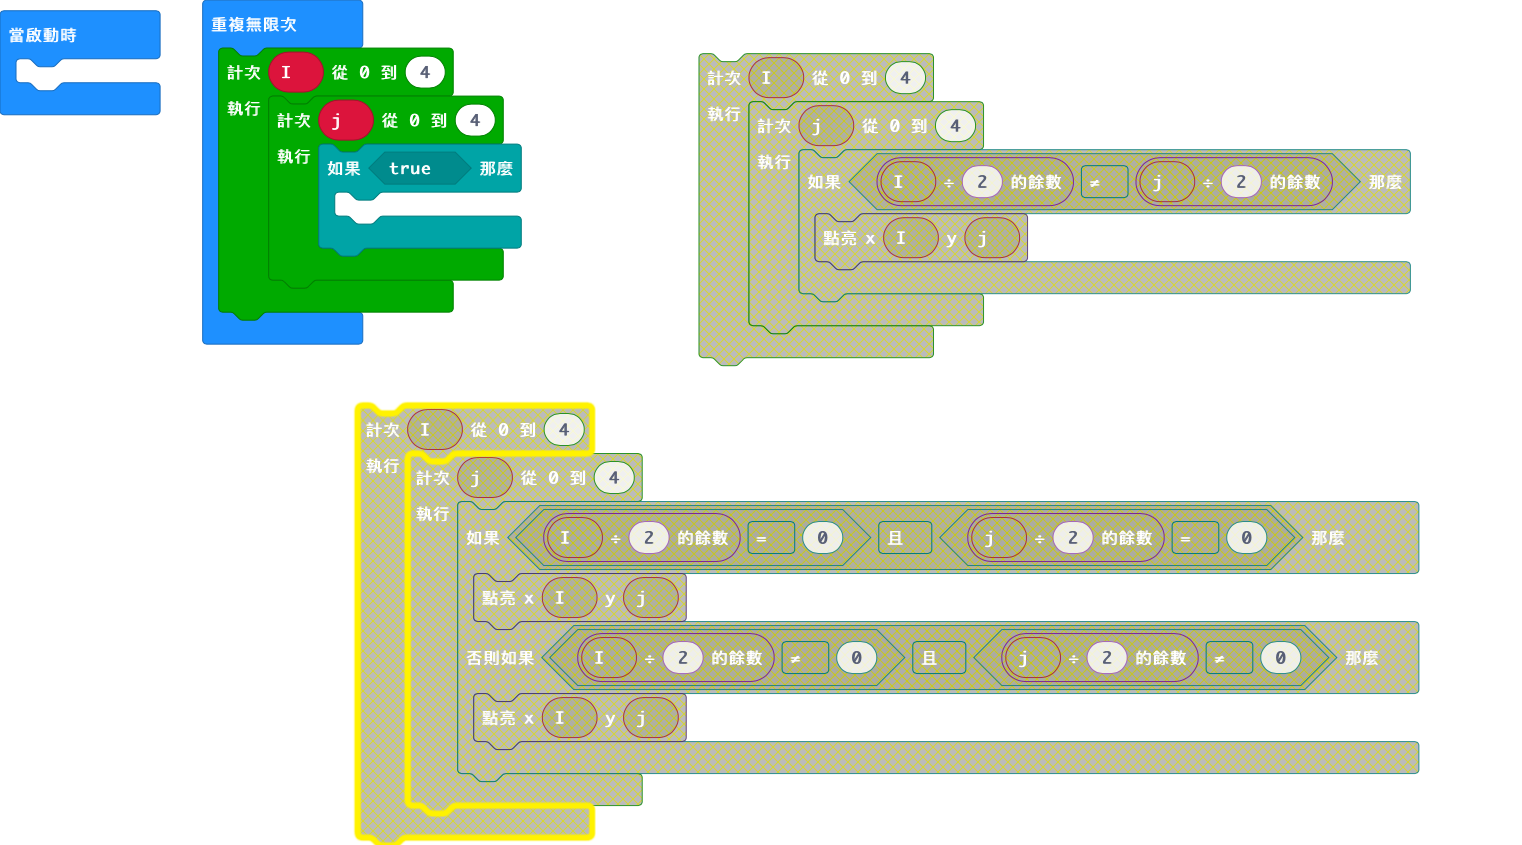 當啟動時
重複無限次
計次 I 從 0 到 4
執行
計次 j 從 0 到 4
執行
如果 true 那麼
計次 I 從 0 到 4
執行
計次 j 從 0 到 4
執行
如果 I ÷ 2 的餘數 ≠ j ÷ 2 的餘數 那麼
點亮 x I y j
計次 I 從 0 到 4
執行
計次 j 從 0 到 4
執行
如果 I ÷ 2 的餘數 = 0 且 j ÷ 2 的餘數 = 0 那麼
點亮 x I y j
否則如果 I ÷ 2 的餘數 ≠ 0 且 j ÷ 2 的餘數 ≠ 0 那麼
點亮 x I y j